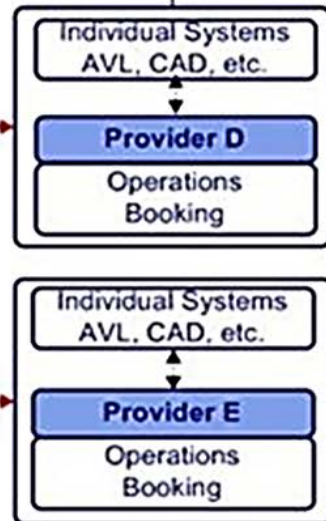 Individual Systems
AVL, CAD, etc.
Provider D
Operations
Booking
Individual Systems
AVL, CAD, etc.
Provider E
Operations
Booking